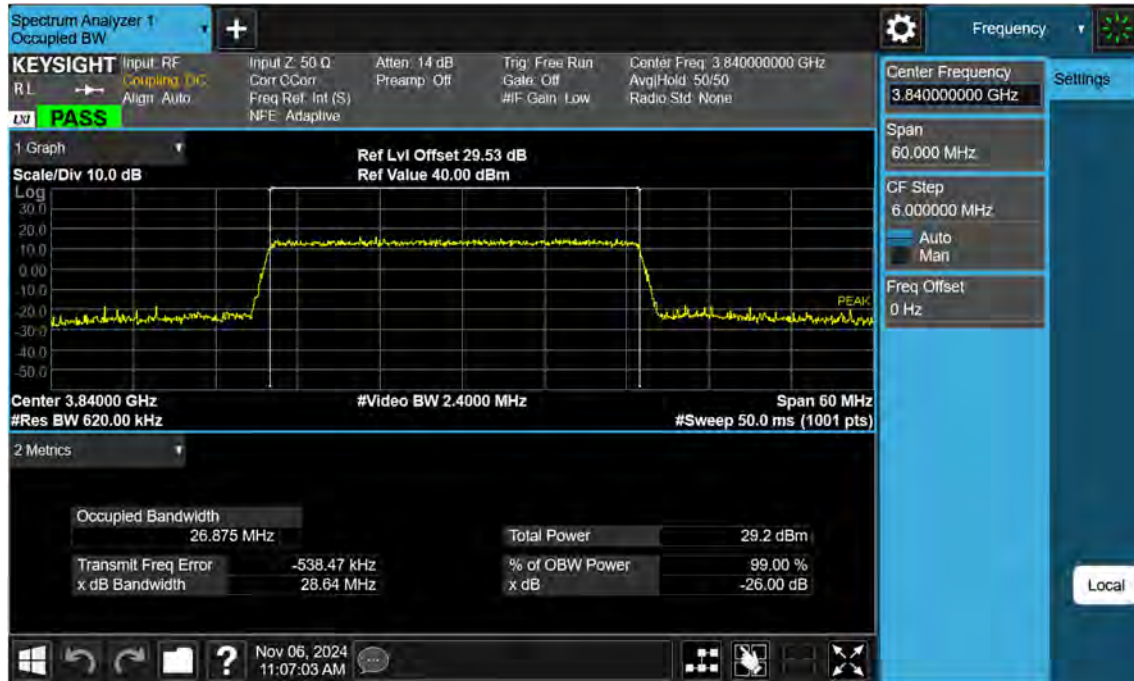 Spectrum Analyzer 1
Occupied BW
Frequency
KEYSIGHT
RL
Input: RF
Coupling: DC
Align: Auto
Input Z: 50 Ω
Corr CCorr
Freq Ref: Int (S)
NFE: Adaptive
Atten: 14 dB
Preamp: Off
Trig: Free Run
Gate: Off
#IF Gain: Low
Center Freq: 3.840000000 GHz
Avg|Hold: 50/50
Radio Std: None
LXI
PASS
1 Graph
Scale/Div 10.0 dB
Ref Lvl Offset 29.53 dB
Ref Value 40.00 dBm
Log
30.0
20.0
10.0
0.00
-10.0
-20.0
-30.0
-40.0
-50.0
PEAK
Center 3.84000 GHz
#Res BW 620.00 kHz
#Video BW 2.4000 MHz
Span 60 MHz
#Sweep 50.0 ms (1001 pts)
2 Metrics
Occupied Bandwidth
26.875 MHz
Transmit Freq Error -538.47 kHz
x dB Bandwidth 28.64 MHz
Total Power 29.2 dBm
% of OBW Power 99.00 %
x dB -26.00 dB
Center Frequency
3.840000000 GHz
Settings
Span
60.000 MHz
CF Step
6.000000 MHz
Auto
Man
Freq Offset
0 Hz
Local
?
Nov 06, 2024
11:07:03 AM